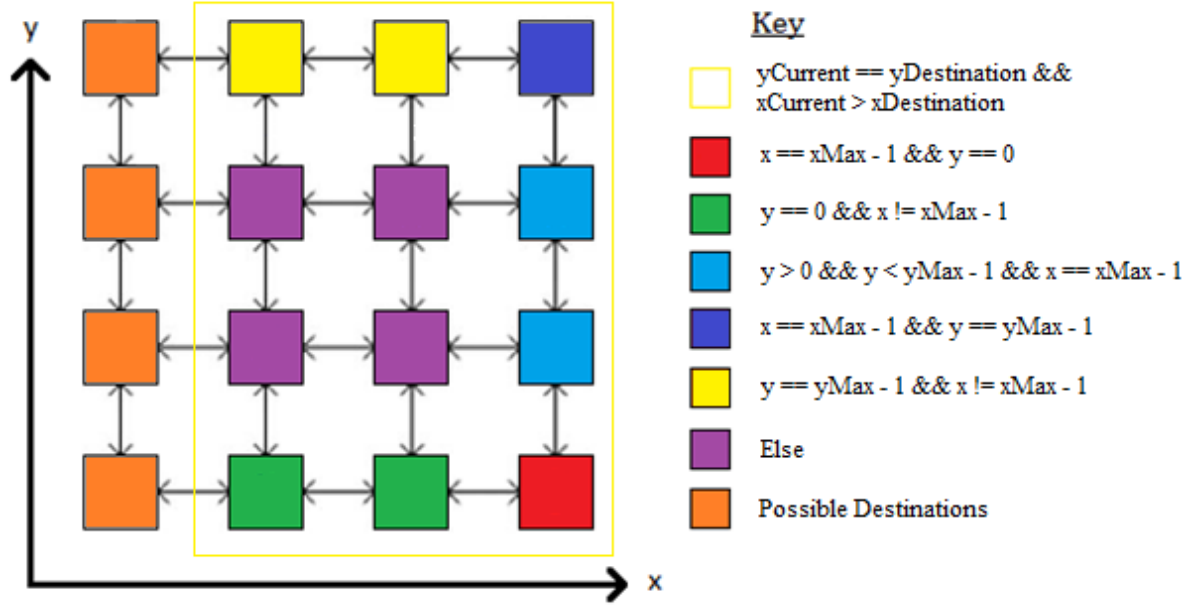 y
x
Key
yCurrent == yDestination &&
xCurrent > xDestination
x == xMax - 1 && y == 0
y == 0 && x != xMax - 1
y > 0 && y < yMax - 1 && x == xMax - 1
x == xMax - 1 && y == yMax - 1
y == yMax - 1 && x != xMax - 1
Else
Possible Destinations